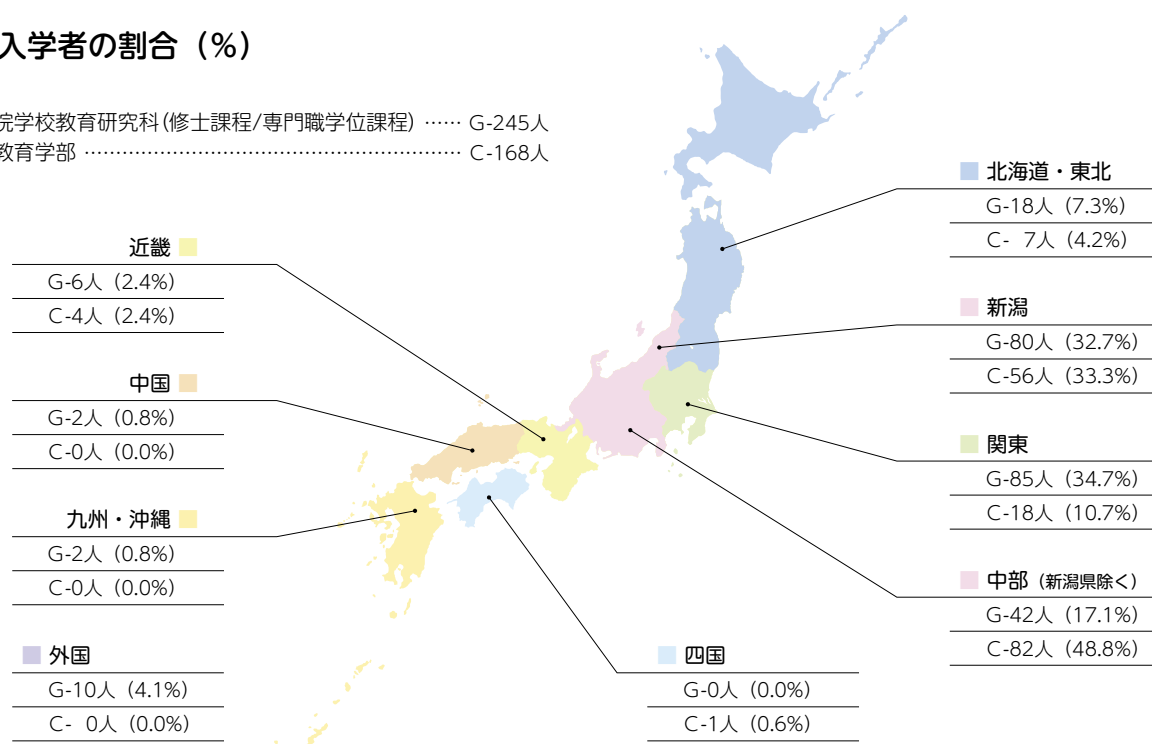 入学者の割合（%）
院学校教育研究科（修士課程/専門職学位課程） …… G-245人
教育学部 …………………………………………………… C-168人
北海道・東北
G-18人（7.3%）
C- 7人（4.2%）
近畿
G-6人（2.4%）
C-4人（2.4%）
新潟
G-80人（32.7%）
C-56人（33.3%）
中国
G-2人（0.8%）
C-0人（0.0%）
関東
G-85人（34.7%）
C-18人（10.7%）
九州・沖縄
G-2人（0.8%）
C-0人（0.0%）
中部（新潟県除く）
G-42人（17.1%）
C-82人（48.8%）
外国
G-10人（4.1%）
C- 0人（0.0%）
四国
G-0人（0.0%）
C-1人（0.6%）